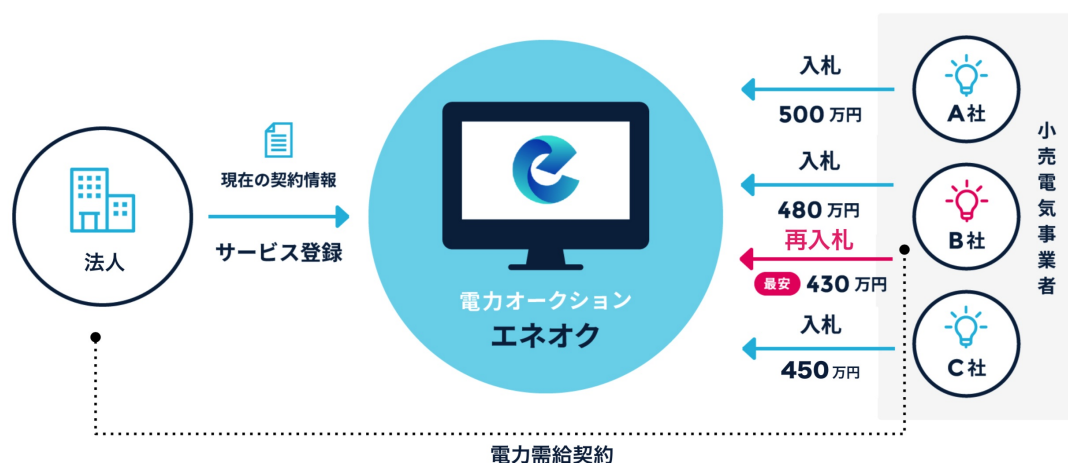 法人
現在の契約情報
サービス登録
電力オークション
エネオク
入札
500万円
入札
480万円
再入札
最安 430万円
入札
450万円
A社
B社
C社
小売電気事業者
電力需給契約